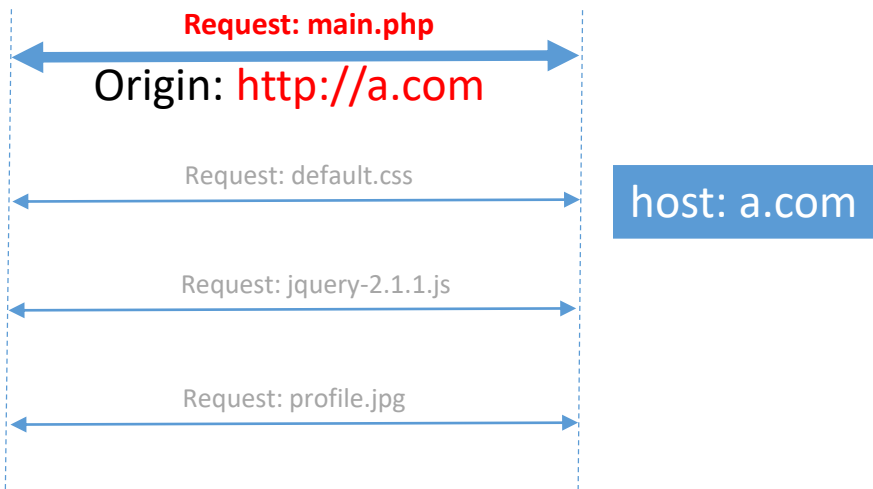 Request: main.php
Origin: http://a.com
Request: default.css
host: a.com
Request: jquery-2.1.1.js
Request: profile.jpg